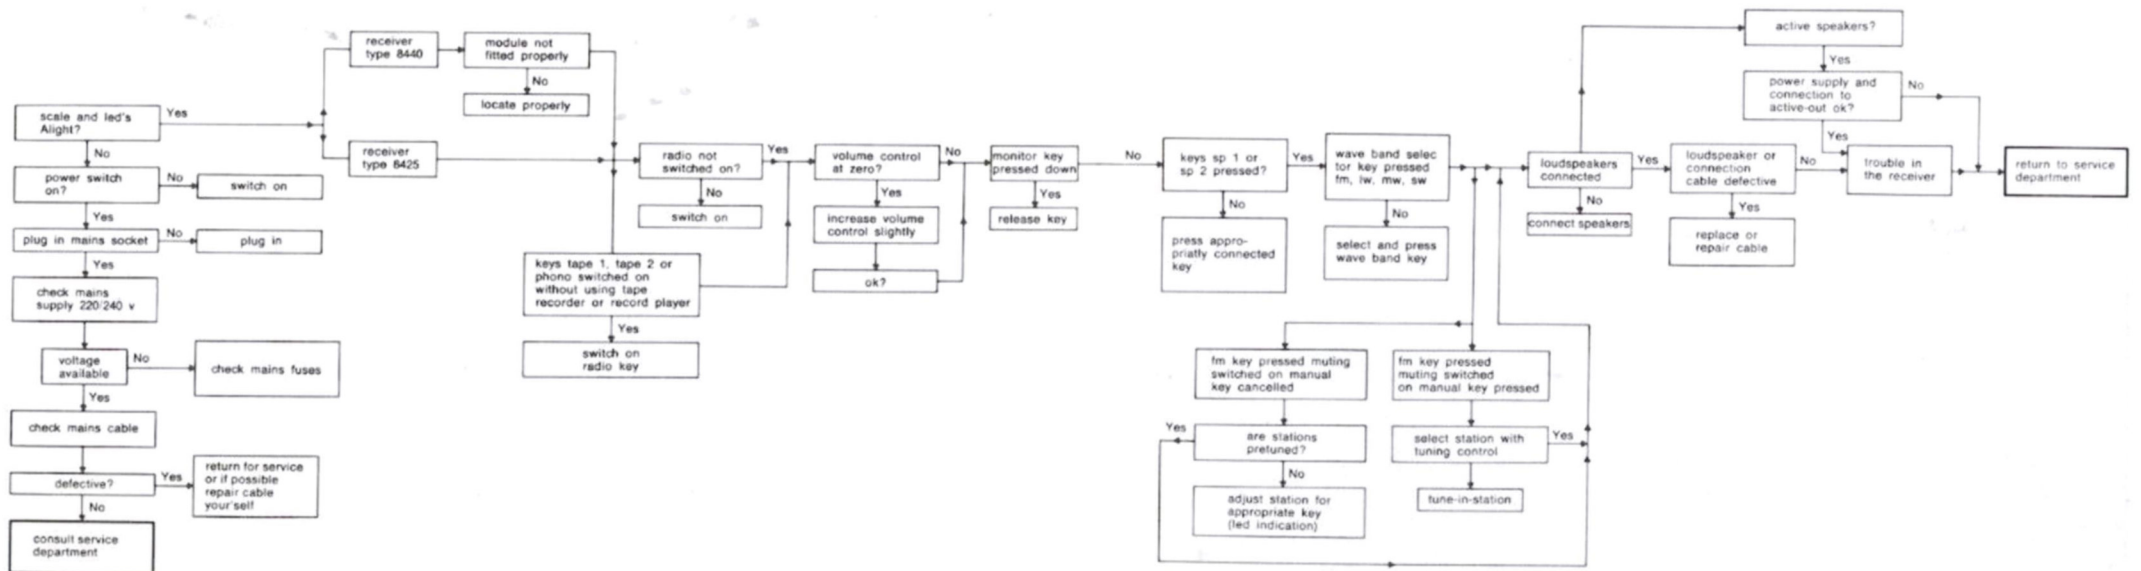 scale and led's
Alight?
Yes
No
power switch
on?
No
switch on
Yes
plug in mains socket
No
plug in
Yes
check mains
supply 220/240 v
voltage
available
No
check mains fuses
Yes
check mains cable
defective?
Yes
return for service
or if possible
repair cable
your'self
No
consult service
department
receiver
type 8440
module not
fitted properly
No
locate properly
receiver
type 8425
radio not
switched on?
Yes
No
switch on
keys tape 1, tape 2 or
phono switched on
without using tape
recorder or record player
Yes
switch on
radio key
volume control
at zero?
No
Yes
increase volume
control slightly
ok?
monitor key
pressed down
No
Yes
release key
keys sp 1 or
sp 2 pressed?
Yes
No
press appro-
priatly connected
key
wave band selec
tor key pressed
fm, lw, mw, sw
No
select and press
wave band key
fm key pressed muting
switched on manual
key cancelled
are stations
pretuned?
Yes
No
adjust station for
appropriate key
(led indication)
fm key pressed
muting switched
on manual key pressed
select station with
tuning control
Yes
tune-in-station
loudspeakers
connected
Yes
No
connect speakers
active speakers?
Yes
power supply and
connection to
active-out ok?
No
Yes
loudspeaker or
connection
cable defective
No
Yes
replace or
repair cable
trouble in
the receiver
return to service
department